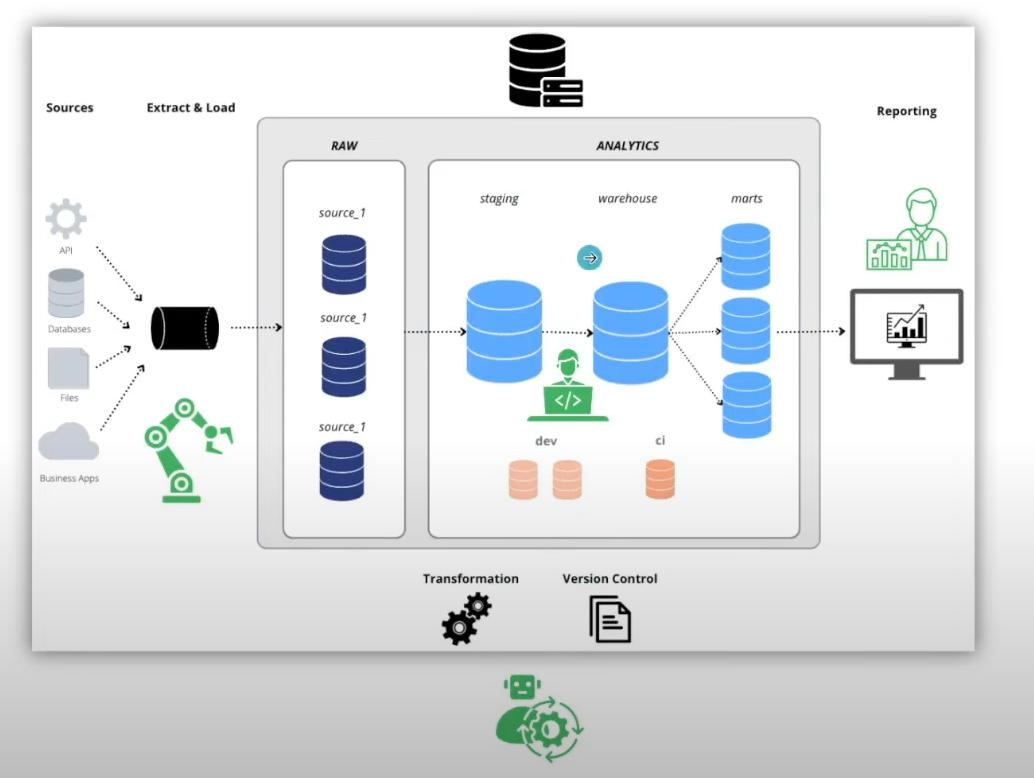 Sources
Extract & Load
Reporting
RAW
ANALYTICS
staging
warehouse
marts
source_1
source_1
source_1
API
Databases
Files
Business Apps
</>
dev
ci
Transformation
Version Control